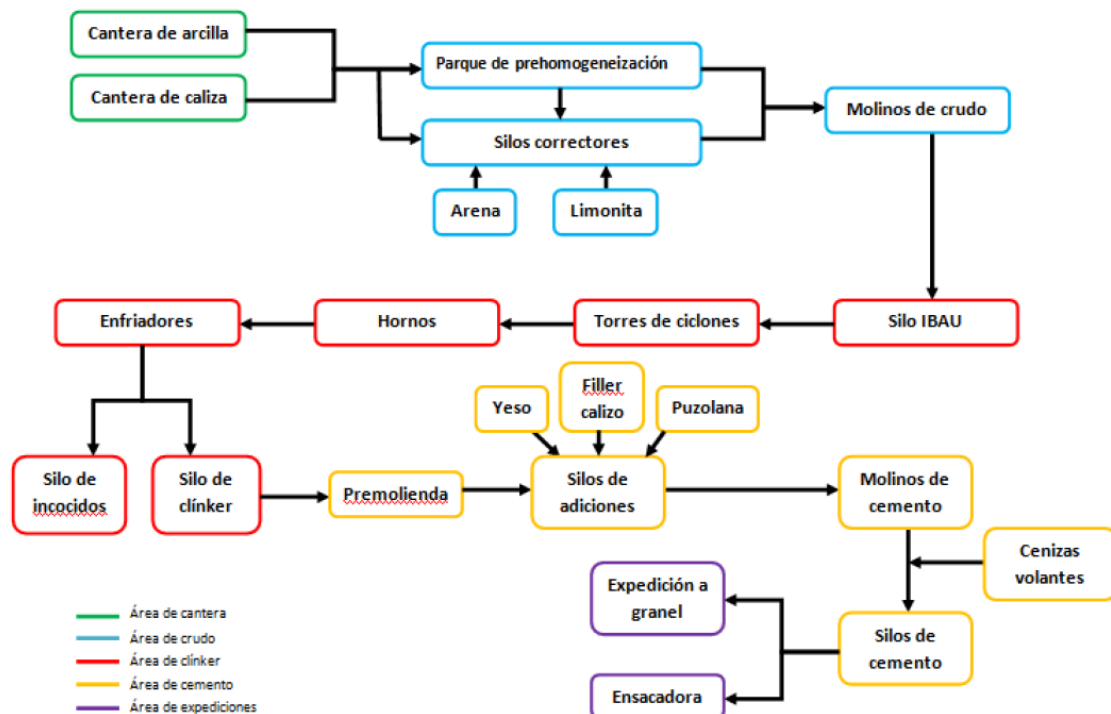 Cantera de arcilla
Cantera de caliza
Parque de prehomogeneización
Silos correctores
Arena
Limonita
Molinos de crudo
Enfriadores
Hornos
Torres de ciclones
Silo IBAU
Silo de
incocidos
Silo de
clínker
Premolienda
Yeso
Filler
calizo
Puzolana
Silos de
adiciones
Molinos de
cemento
Cenizas
volantes
Silos de
cemento
Expedición a
granel
Ensacadora
Área de cantera
Área de crudo
Área de clínker
Área de cemento
Área de expediciones